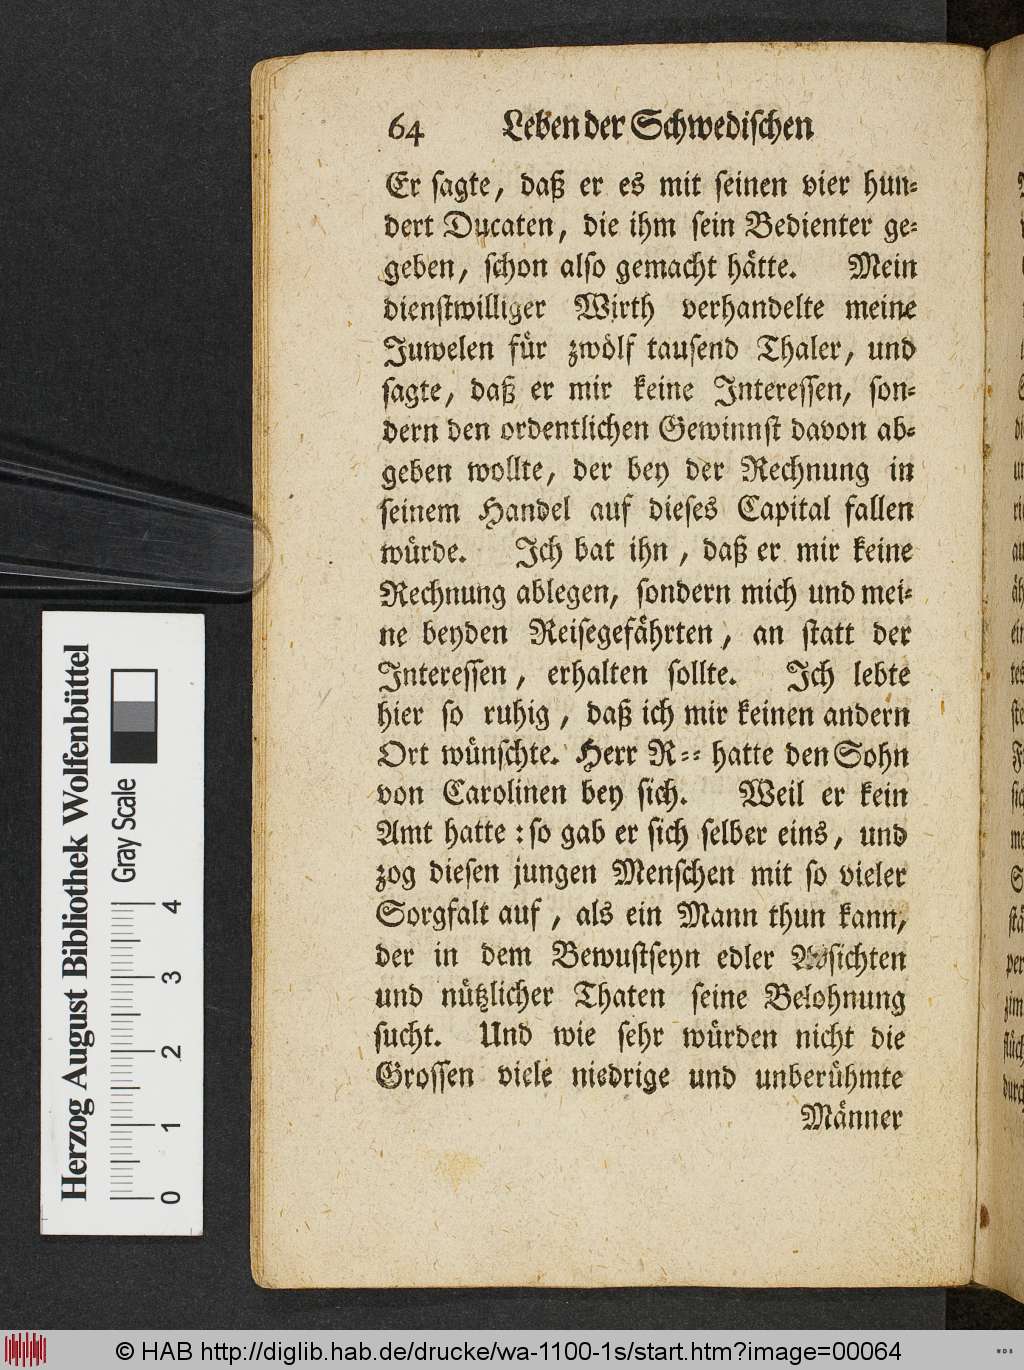 64 Leben der Schwedischen
Er sagte, daß er es mit seinen vier hun-
dert Ducaten, die ihm sein Bedienter ge-
geben, schon also gemacht hätte. Mein
dienstwilliger Wirth verhandelte meine
Juwelen für zwölf tausend Thaler, und
sagte, daß er mir keine Interessen, son-
dern den ordentlichen Gewinnst davon ab-
geben wollte, der bey der Rechnung in
seinem Handel auf dieses Capital fallen
würde. Ich bat ihn, daß er mir keine
Rechnung ablegen, sondern mich und mei-
ne beyden Reisegefährten, an statt der
Interessen, erhalten sollte. Ich lebte
hier so ruhig, daß ich mir keinen andern
Ort wünschte. Herr R-- hatte den Sohn
von Carolinen bey sich. Weil er kein
Amt hatte: so gab er sich selber eins, und
zog diesen jungen Menschen mit so vieler
Sorgfalt auf, als ein Mann thun kann,
der in dem Bewustseyn edler Absichten
und nützlicher Thaten seine Belohnung
sucht. Und wie sehr würden nicht die
Grossen viele niedrige und unberühmte
Männer
Herzog August Bibliothek Wolfenbüttel
Gray Scale
0 1 2 3 4
© HAB http://diglib.hab.de/drucke/wa-1100-1s/start.htm?image=00064